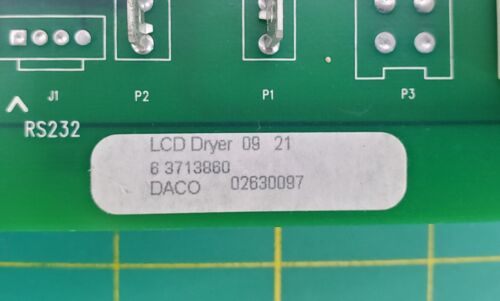 J1 P2 P1 P3
RS232
LCD Dryer 09 21
6 3713860
DACO 02630097